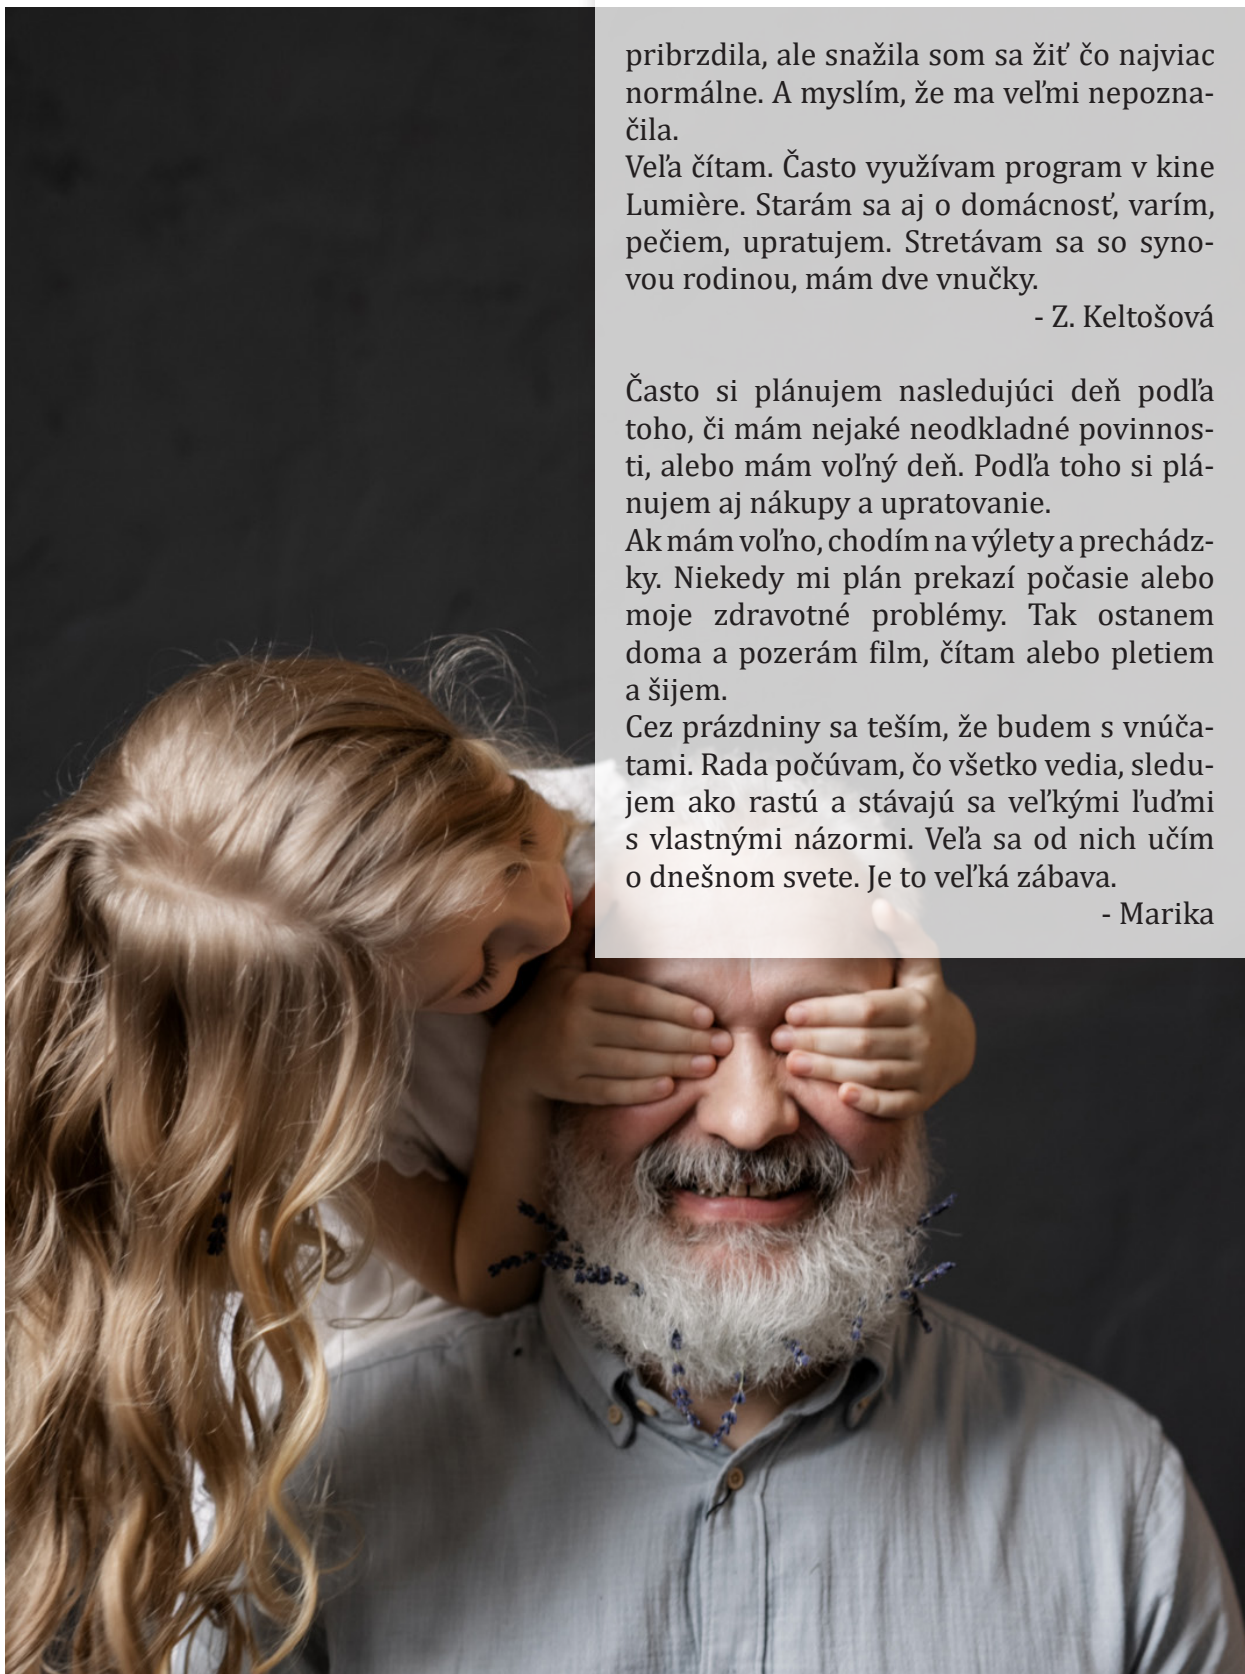 pribrzdila, ale snažila som sa žiť čo najviac
normálne. A myslím, že ma veľmi nepozna-
čila.
Veľa čítam. Často využívam program v kine
Lumière. Starám sa aj o domácnosť, varím,
pečiem, upratujem. Stretávam sa so syno-
vou rodinou, mám dve vnučky.
- Z. Keltošová
Často si plánujem nasledujúci deň podľa
toho, či mám nejaké neodkladné povinnos-
ti, alebo mám voľný deň. Podľa toho si plá-
nujem aj nákupy a upratovanie.
Ak mám voľno, chodím na výlety a prechádz-
ky. Niekedy mi plán prekazí počasie alebo
moje zdravotné problémy. Tak ostanem
doma a pozerám film, čítam alebo pletiem
a šijem.
Cez prázdniny sa teším, že budem s vnúča-
tami. Rada počúvam, čo všetko vedia, sledu-
jem ako rastú a stávajú sa veľkými ľuďmi
s vlastnými názormi. Veľa sa od nich učím
o dnešnom svete. Je to veľká zábava.
- Marika